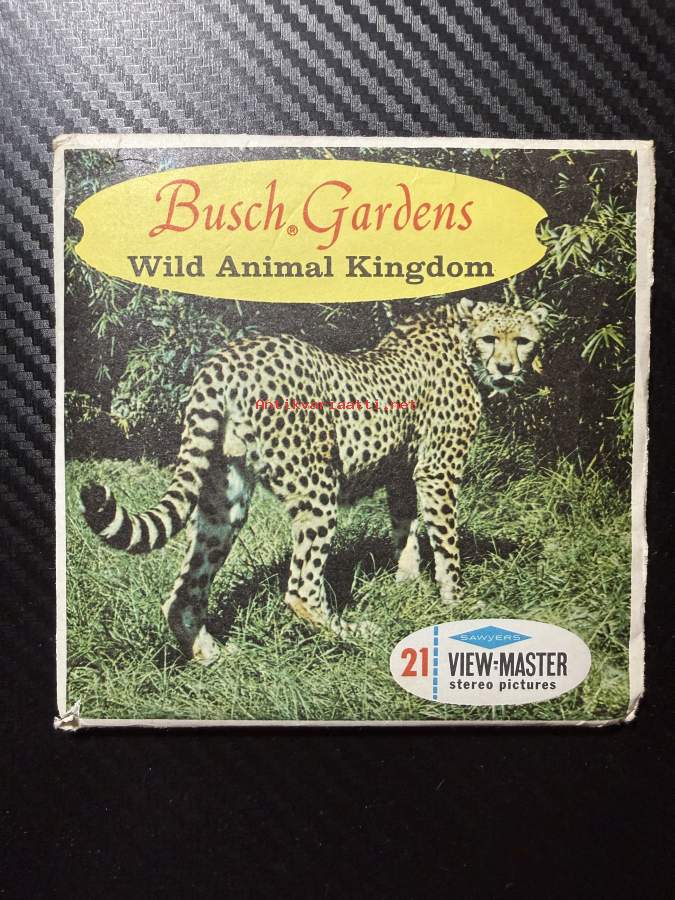 Busch® Gardens
Wild Animal Kingdom
Antikvariaatti.net
SAWYERS
21 VIEW-MASTER
stereo pictures